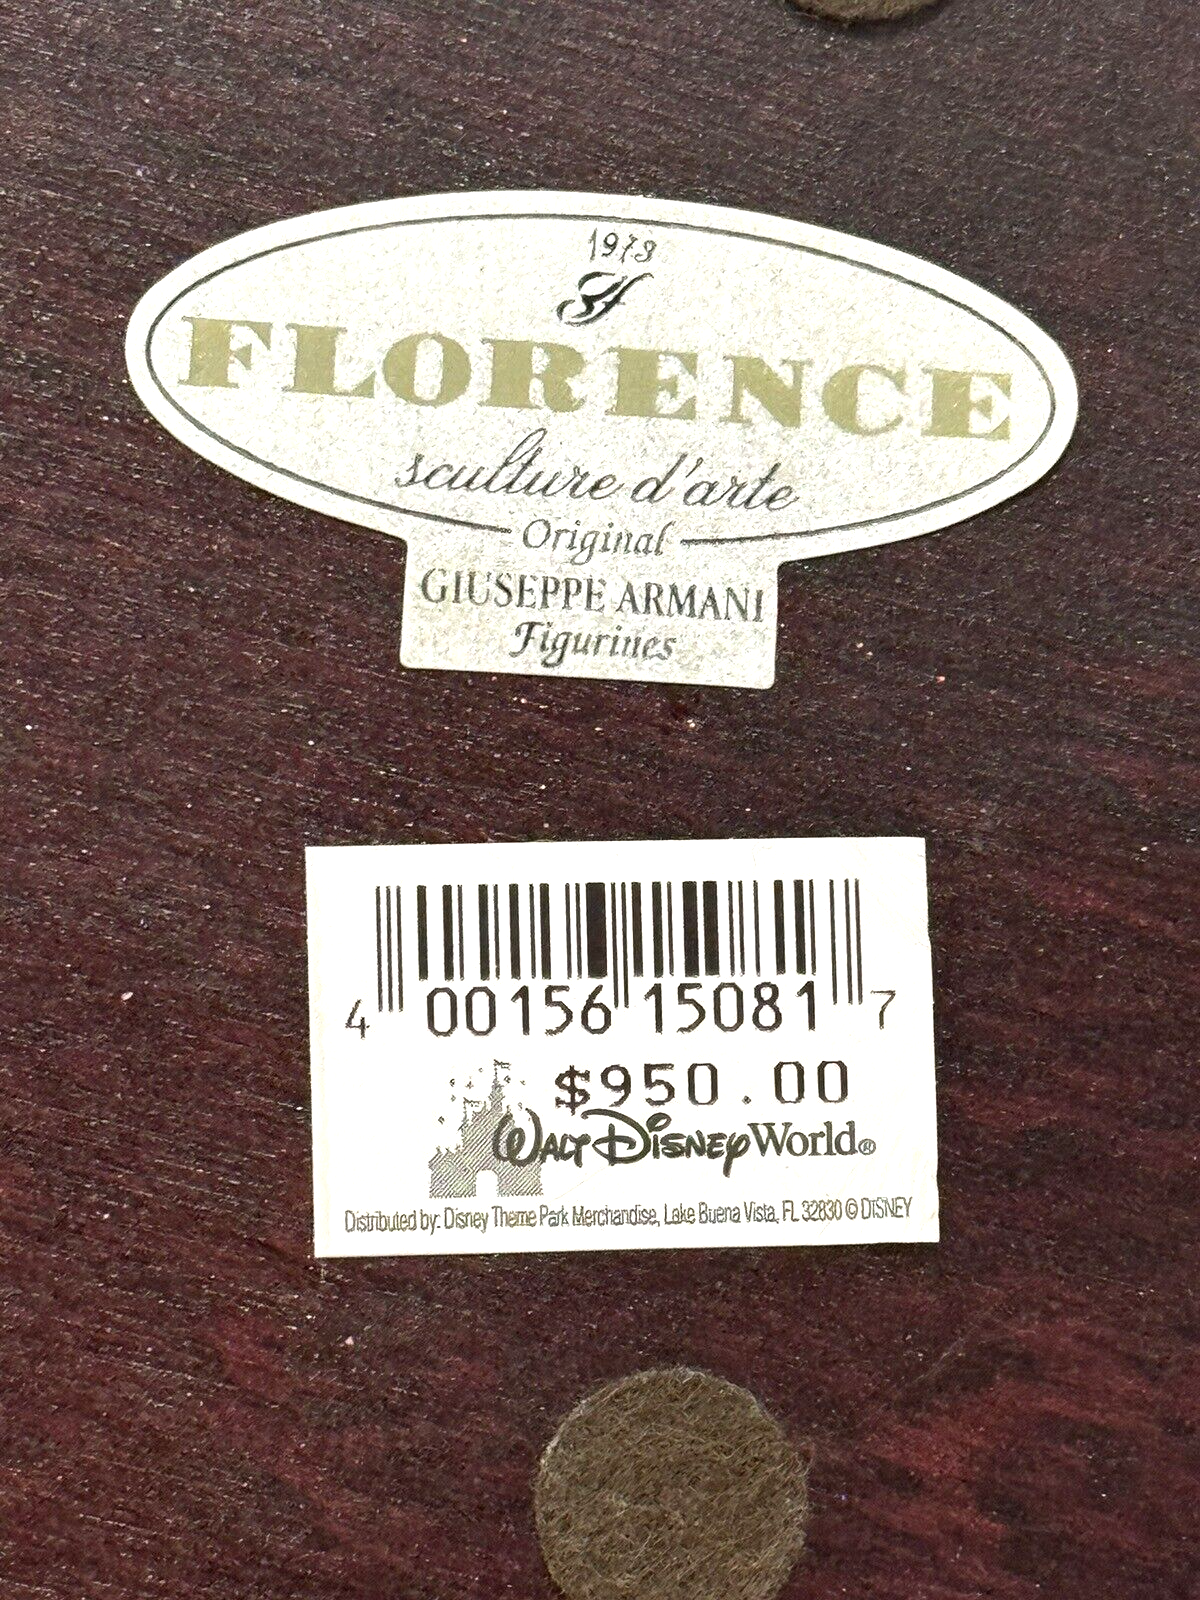 1973
FLORENCE
sculture d'arte
Original
GIUSEPPE ARMANI
Figurines
4 00156 15081 7
$950.00
WALT DISNEY World®
Distributed by: Disney Theme Park Merchandise, Lake Buena Vista, FL 32830 © DISNEY